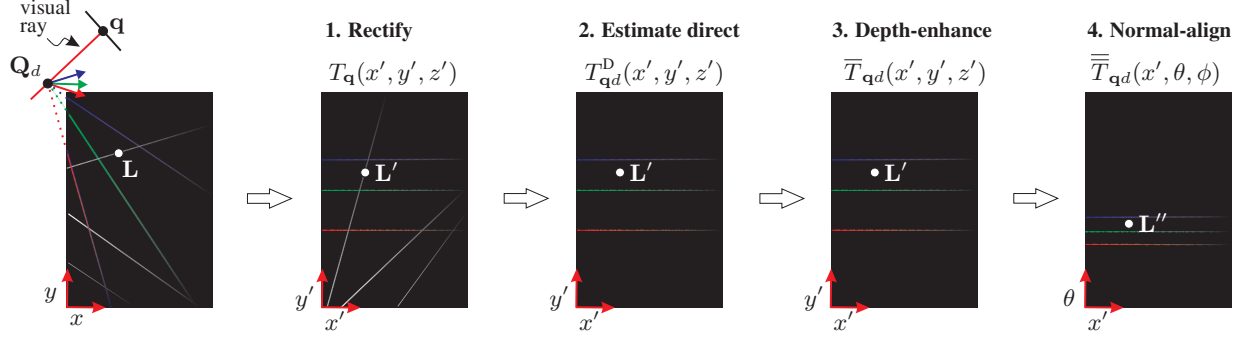 visual
ray
q
Q_d
L
y
x
1. Rectify
T_q(x′, y′, z′)
L′
y′
x′
2. Estimate direct
T^D_{qd}(x′, y′, z′)
L′
y′
x′
3. Depth-enhance
T̅_{qd}(x′, y′, z′)
L′
y′
x′
4. Normal-align
T̿_{qd}(x′, θ, ϕ)
L″
θ
x′